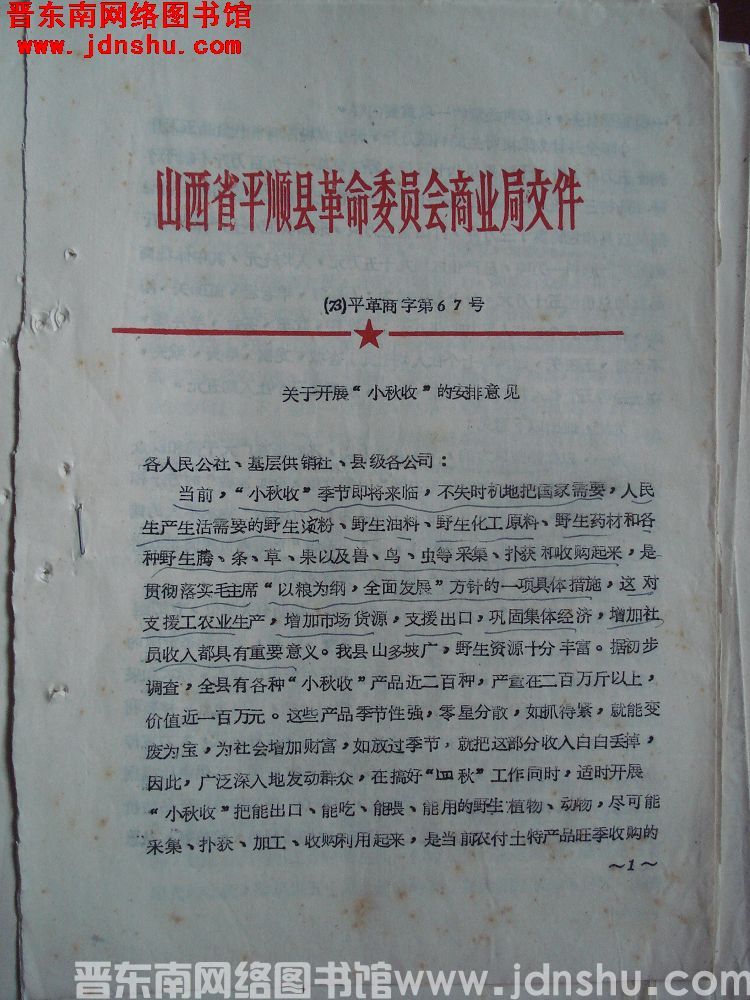 晋东南网络图书馆
www.jdnshu.com
山西省平顺县革命委员会商业局文件
(73)平革商字第67号
关于开展“小秋收”的安排意见
各人民公社、基层供销社、县级各公司：
当前，“小秋收”季节即将来临，不失时机地把国家需要，人民
生产生活需要的野生淀粉、野生油料、野生化工原料、野生药材和各
种野生腾、条、草、果以及兽、鸟、虫等采集、扑获和收购起来，是
贯彻落实毛主席“以粮为纲，全面发展”方针的一项具体措施，这对
支援工农业生产，增加市场货源，支援出口，巩固集体经济，增加社
员收入都具有重要意义。我县山多坡广，野生资源十分丰富。据初步
调查，全县有各种“小秋收”产品近二百种，产量在二百万斤以上，
价值近一百万元。这些产品季节性强，零星分散，如抓得紧，就能变
废为宝，为社会增加财富，如放过季节，就把这部分收入白白丢掉，
因此，广泛深入地发动群众，在搞好“四秋”工作同时，适时开展
“小秋收”把能出口、能吃、能喂、能用的野生植物、动物，尽可能
采集、扑获、加工、收购利用起来，是当前农付土特产品旺季收购的
～1～
晋东南网络图书馆www.jdnshu.com